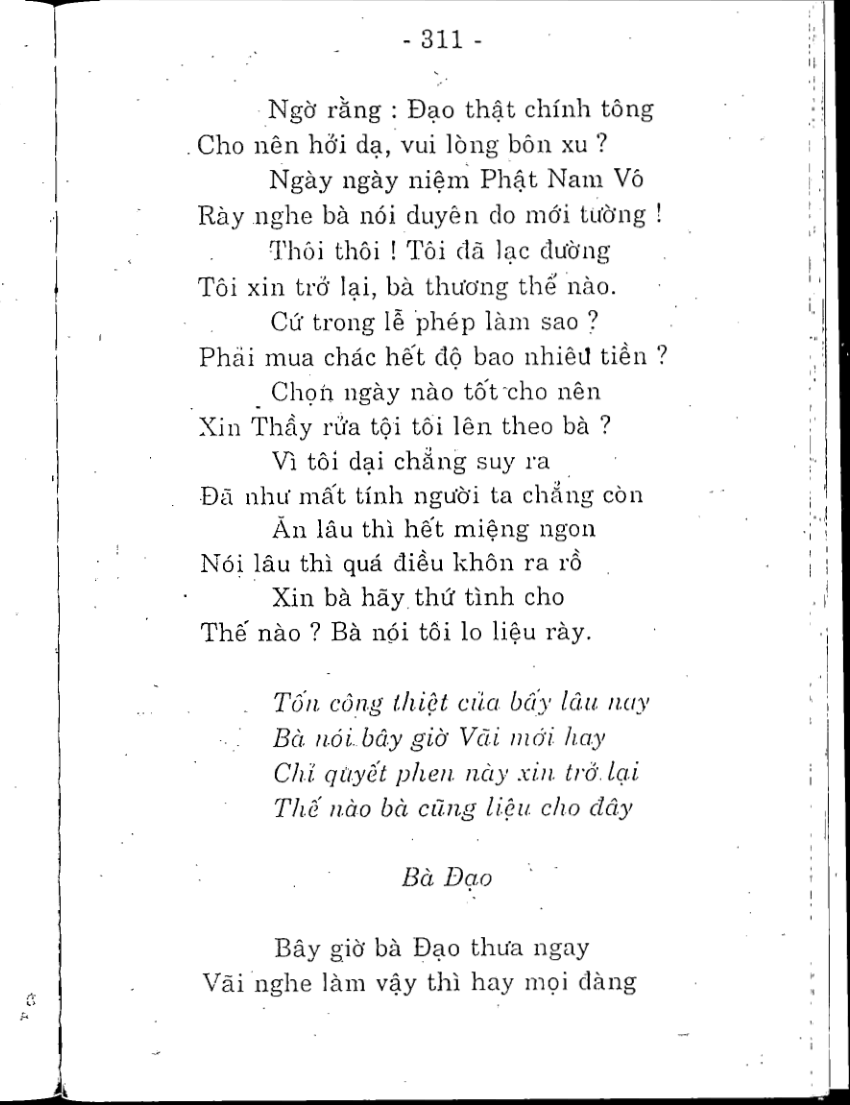 - 311 -
Ngờ rằng : Đạo thật chính tông
Cho nên hởi dạ, vui lòng bôn xu ?
Ngày ngày niệm Phật Nam Vô
Rày nghe bà nói duyên do mới tường !
Thôi thôi ! Tôi đã lạc đường
Tôi xin trở lại, bà thương thế nào.
Cứ trong lễ phép làm sao ?
Phải mua chác hết độ bao nhiêu tiền ?
Chọn ngày nào tốt cho nên
Xin Thầy rửa tội tôi lên theo bà ?
Vì tôi dại chẳng suy ra
Đã như mất tính người ta chẳng còn
Ăn lâu thì hết miệng ngon
Nói lâu thì quá điều khôn ra rồ
Xin bà hãy thứ tình cho
Thế nào ? Bà nói tôi lo liệu rày.
Tốn công thiệt của bấy lâu nay
Bà nói bây giờ Vãi mới hay
Chỉ quyết phen này xin trở lại
Thế nào bà cũng liệu cho đây
Bà Đạo
Bây giờ bà Đạo thưa ngay
Vãi nghe làm vậy thì hay mọi đàng